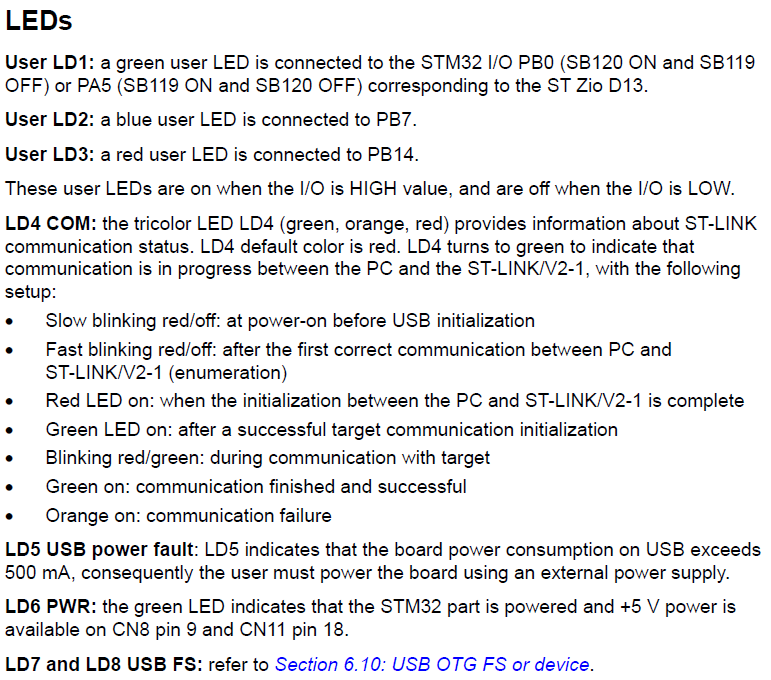 LEDs
User LD1: a green user LED is connected to the STM32 I/O PB0 (SB120 ON and SB119
OFF) or PA5 (SB119 ON and SB120 OFF) corresponding to the ST Zio D13.
User LD2: a blue user LED is connected to PB7.
User LD3: a red user LED is connected to PB14.
These user LEDs are on when the I/O is HIGH value, and are off when the I/O is LOW.
LD4 COM: the tricolor LED LD4 (green, orange, red) provides information about ST-LINK
communication status. LD4 default color is red. LD4 turns to green to indicate that
communication is in progress between the PC and the ST-LINK/V2-1, with the following
setup:
• Slow blinking red/off: at power-on before USB initialization
• Fast blinking red/off: after the first correct communication between PC and
ST-LINK/V2-1 (enumeration)
• Red LED on: when the initialization between the PC and ST-LINK/V2-1 is complete
• Green LED on: after a successful target communication initialization
• Blinking red/green: during communication with target
• Green on: communication finished and successful
• Orange on: communication failure
LD5 USB power fault: LD5 indicates that the board power consumption on USB exceeds
500 mA, consequently the user must power the board using an external power supply.
LD6 PWR: the green LED indicates that the STM32 part is powered and +5 V power is
available on CN8 pin 9 and CN11 pin 18.
LD7 and LD8 USB FS: refer to Section 6.10: USB OTG FS or device.